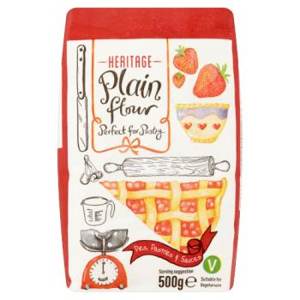 HERITAGE
Plain
flour
Perfect for Pastry
Pies, Pastries & Sauces
Serving suggestion
500g e
V
Suitable for
Vegetarians